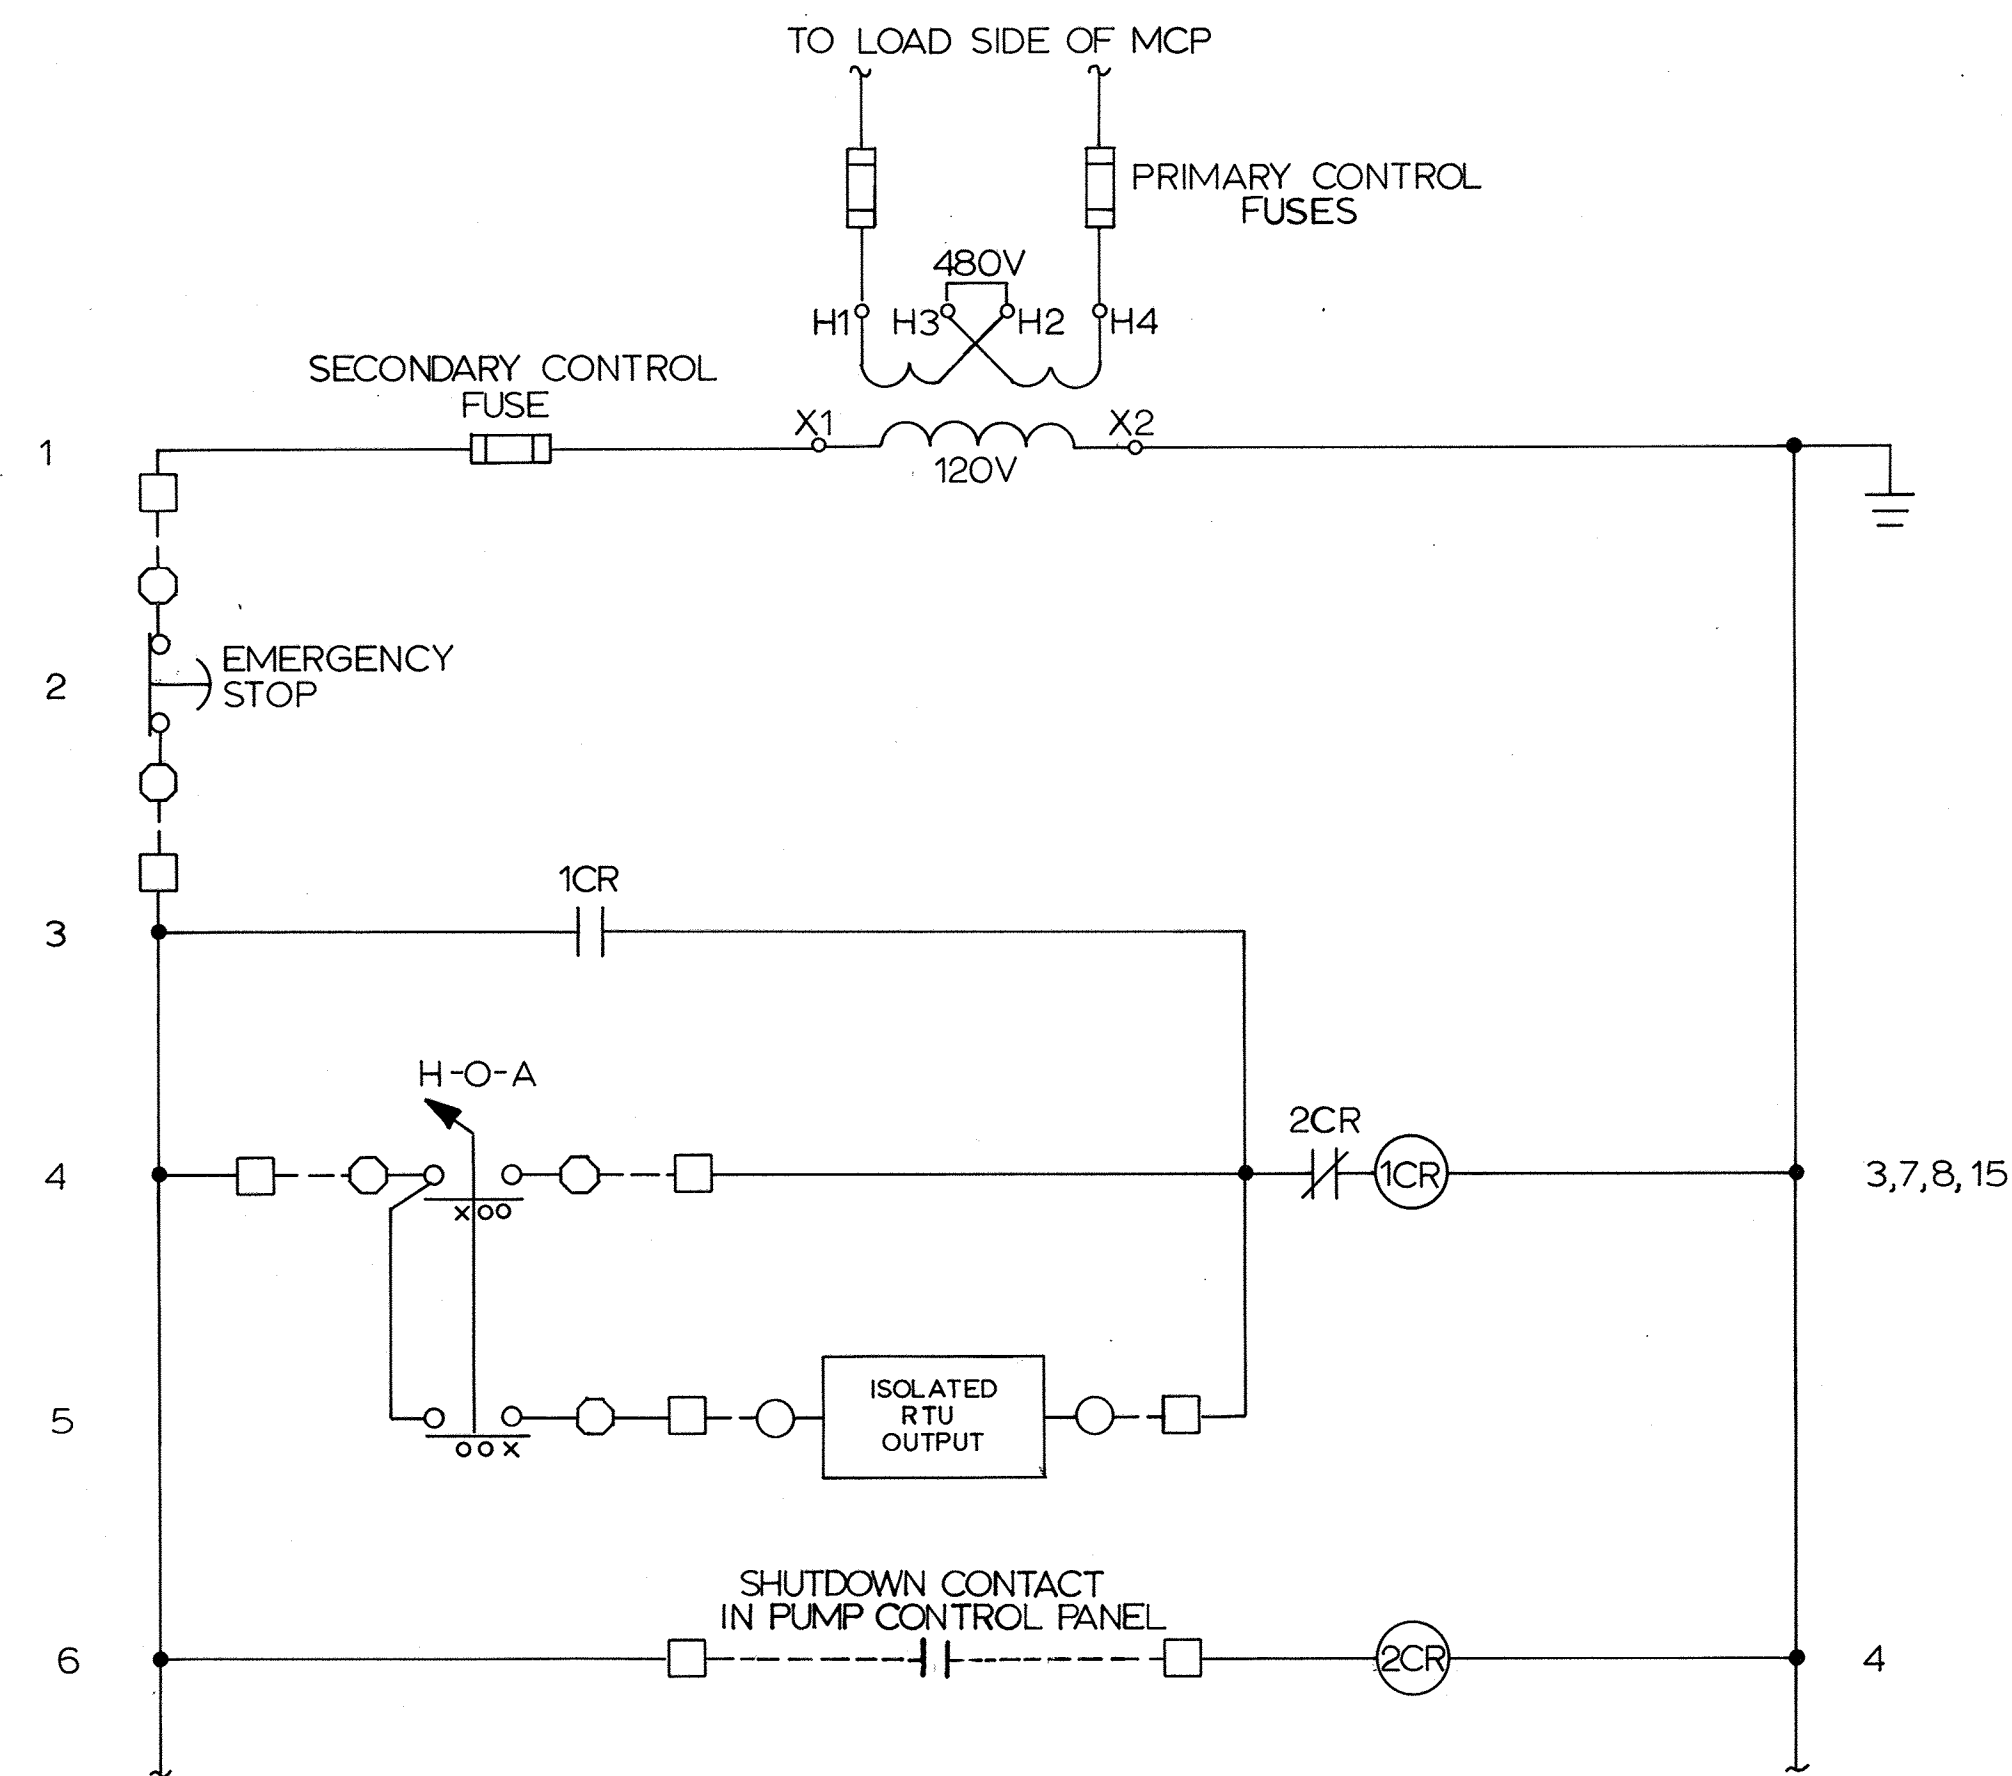 TO LOAD SIDE OF MCP
PRIMARY CONTROL
FUSES
480V
H1 H3 H2 H4
SECONDARY CONTROL
FUSE
X1 X2
1
120V
EMERGENCY
2
STOP
1CR
3
H-O-A
2CR
4 1CR 3,7,8,15
XOO
ISOLATED
5 RTU
OUTPUT
OOX
SHUTDOWN CONTACT
IN PUMP CONTROL PANEL
6 2CR 4